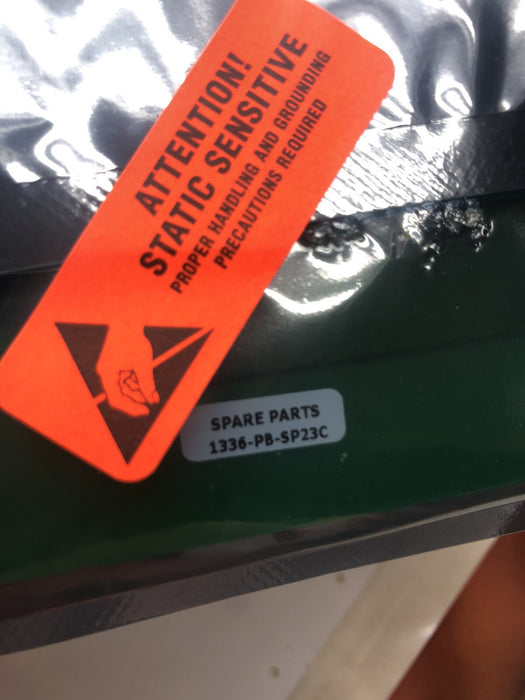 ATTENTION!
STATIC SENSITIVE
PROPER HANDLING AND GROUNDING
PRECAUTIONS REQUIRED
SPARE PARTS
1336-PB-SP23C